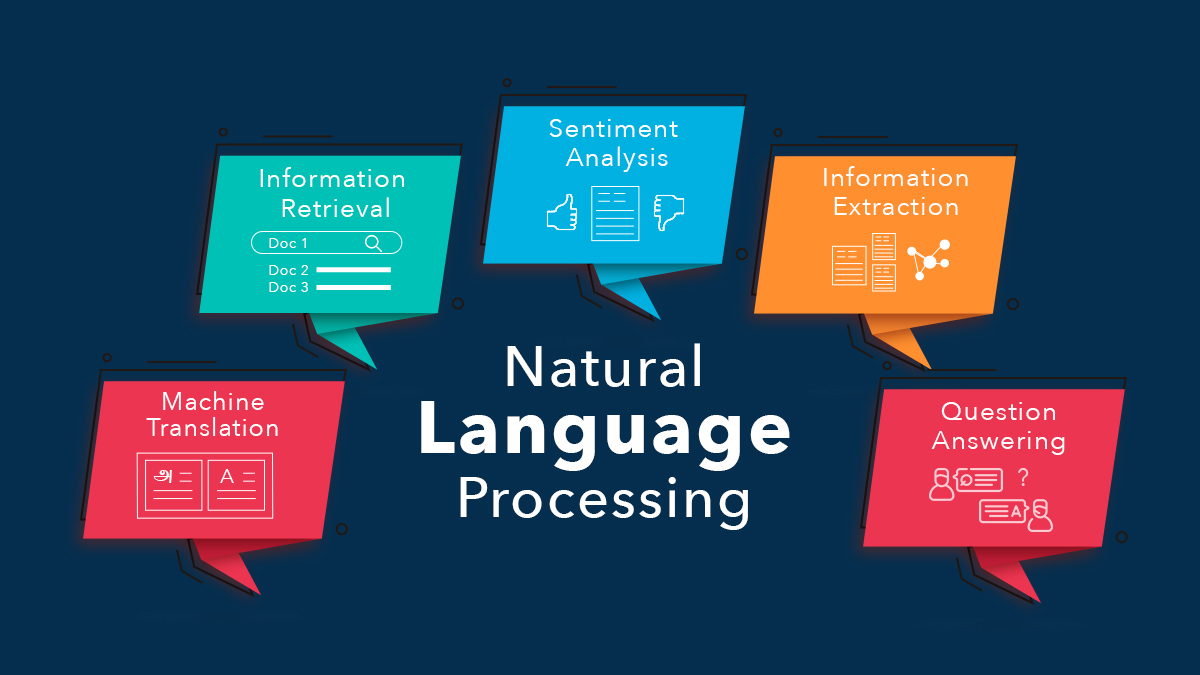 Sentiment
Analysis
Information
Retrieval
Doc 1
Doc 2
Doc 3
Information
Extraction
Natural
Language
Processing
Machine
Translation
அ
A
Question
Answering
?
Q
A